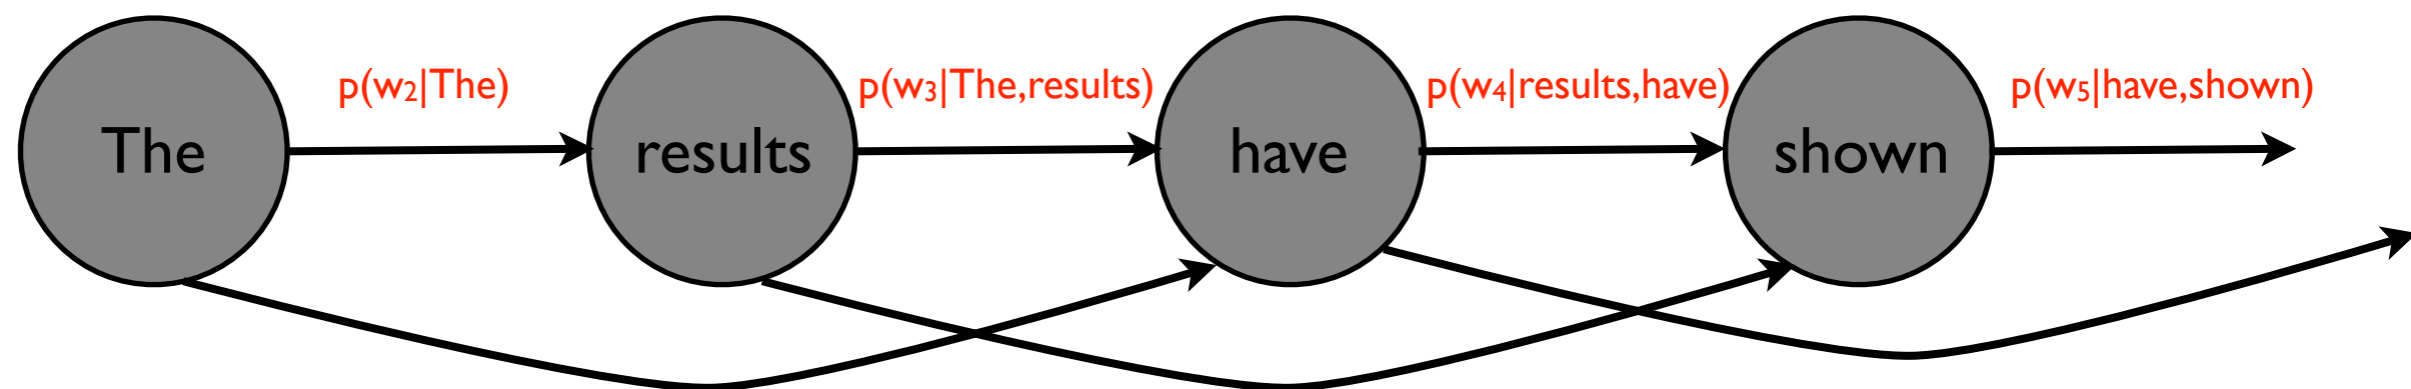 p(w₂|The)
p(w₃|The,results)
p(w₄|results,have)
p(w₅|have,shown)
The
results
have
shown